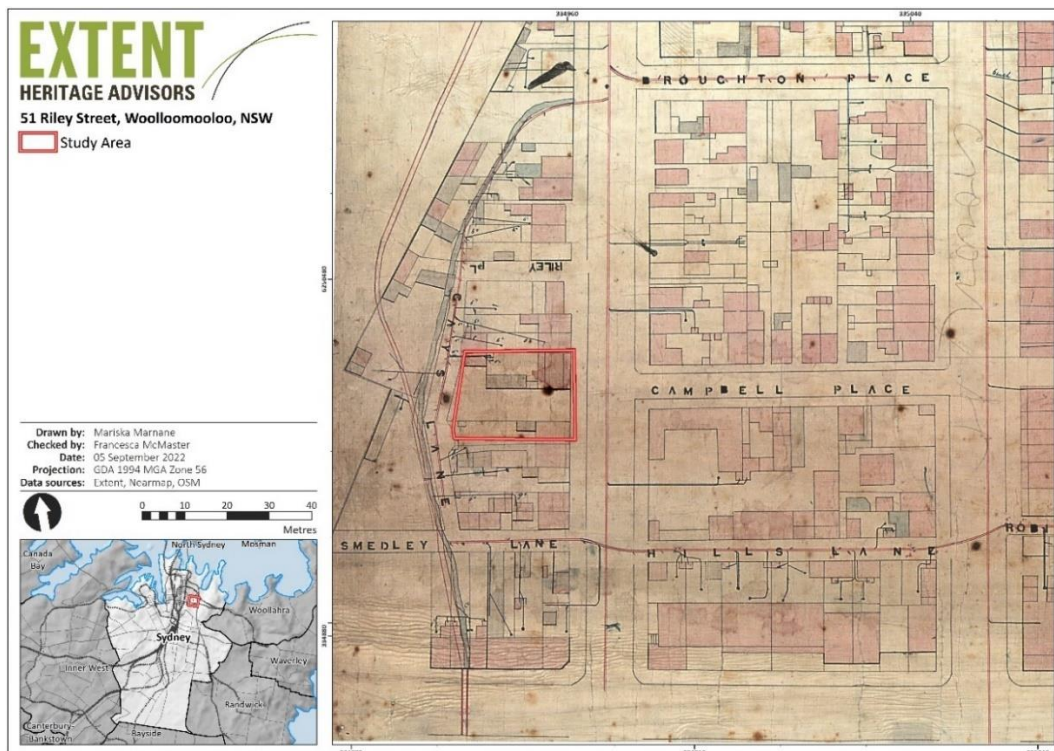 EXTENT
HERITAGE ADVISORS
51 Riley Street, Woolloomooloo, NSW
Study Area
Drawn by: Mariska Marnane
Checked by: Francesca McMaster
Date: 05 September 2022
Projection: GDA 1994 MGA Zone 56
Data sources: Extent, Nearmap, OSM
0 10 20 30 40
Metres
Canada Bay
North Sydney
Mosman
Woollahra
Sydney
Inner West
Waverley
Randwick
Canterbury-Bankstown
Bayside
334960
335040
BROUGHTON PLACE
RILEY PL
LANE
CAMPBELL PLACE
SMEDLEY LANE
HILLS LANE